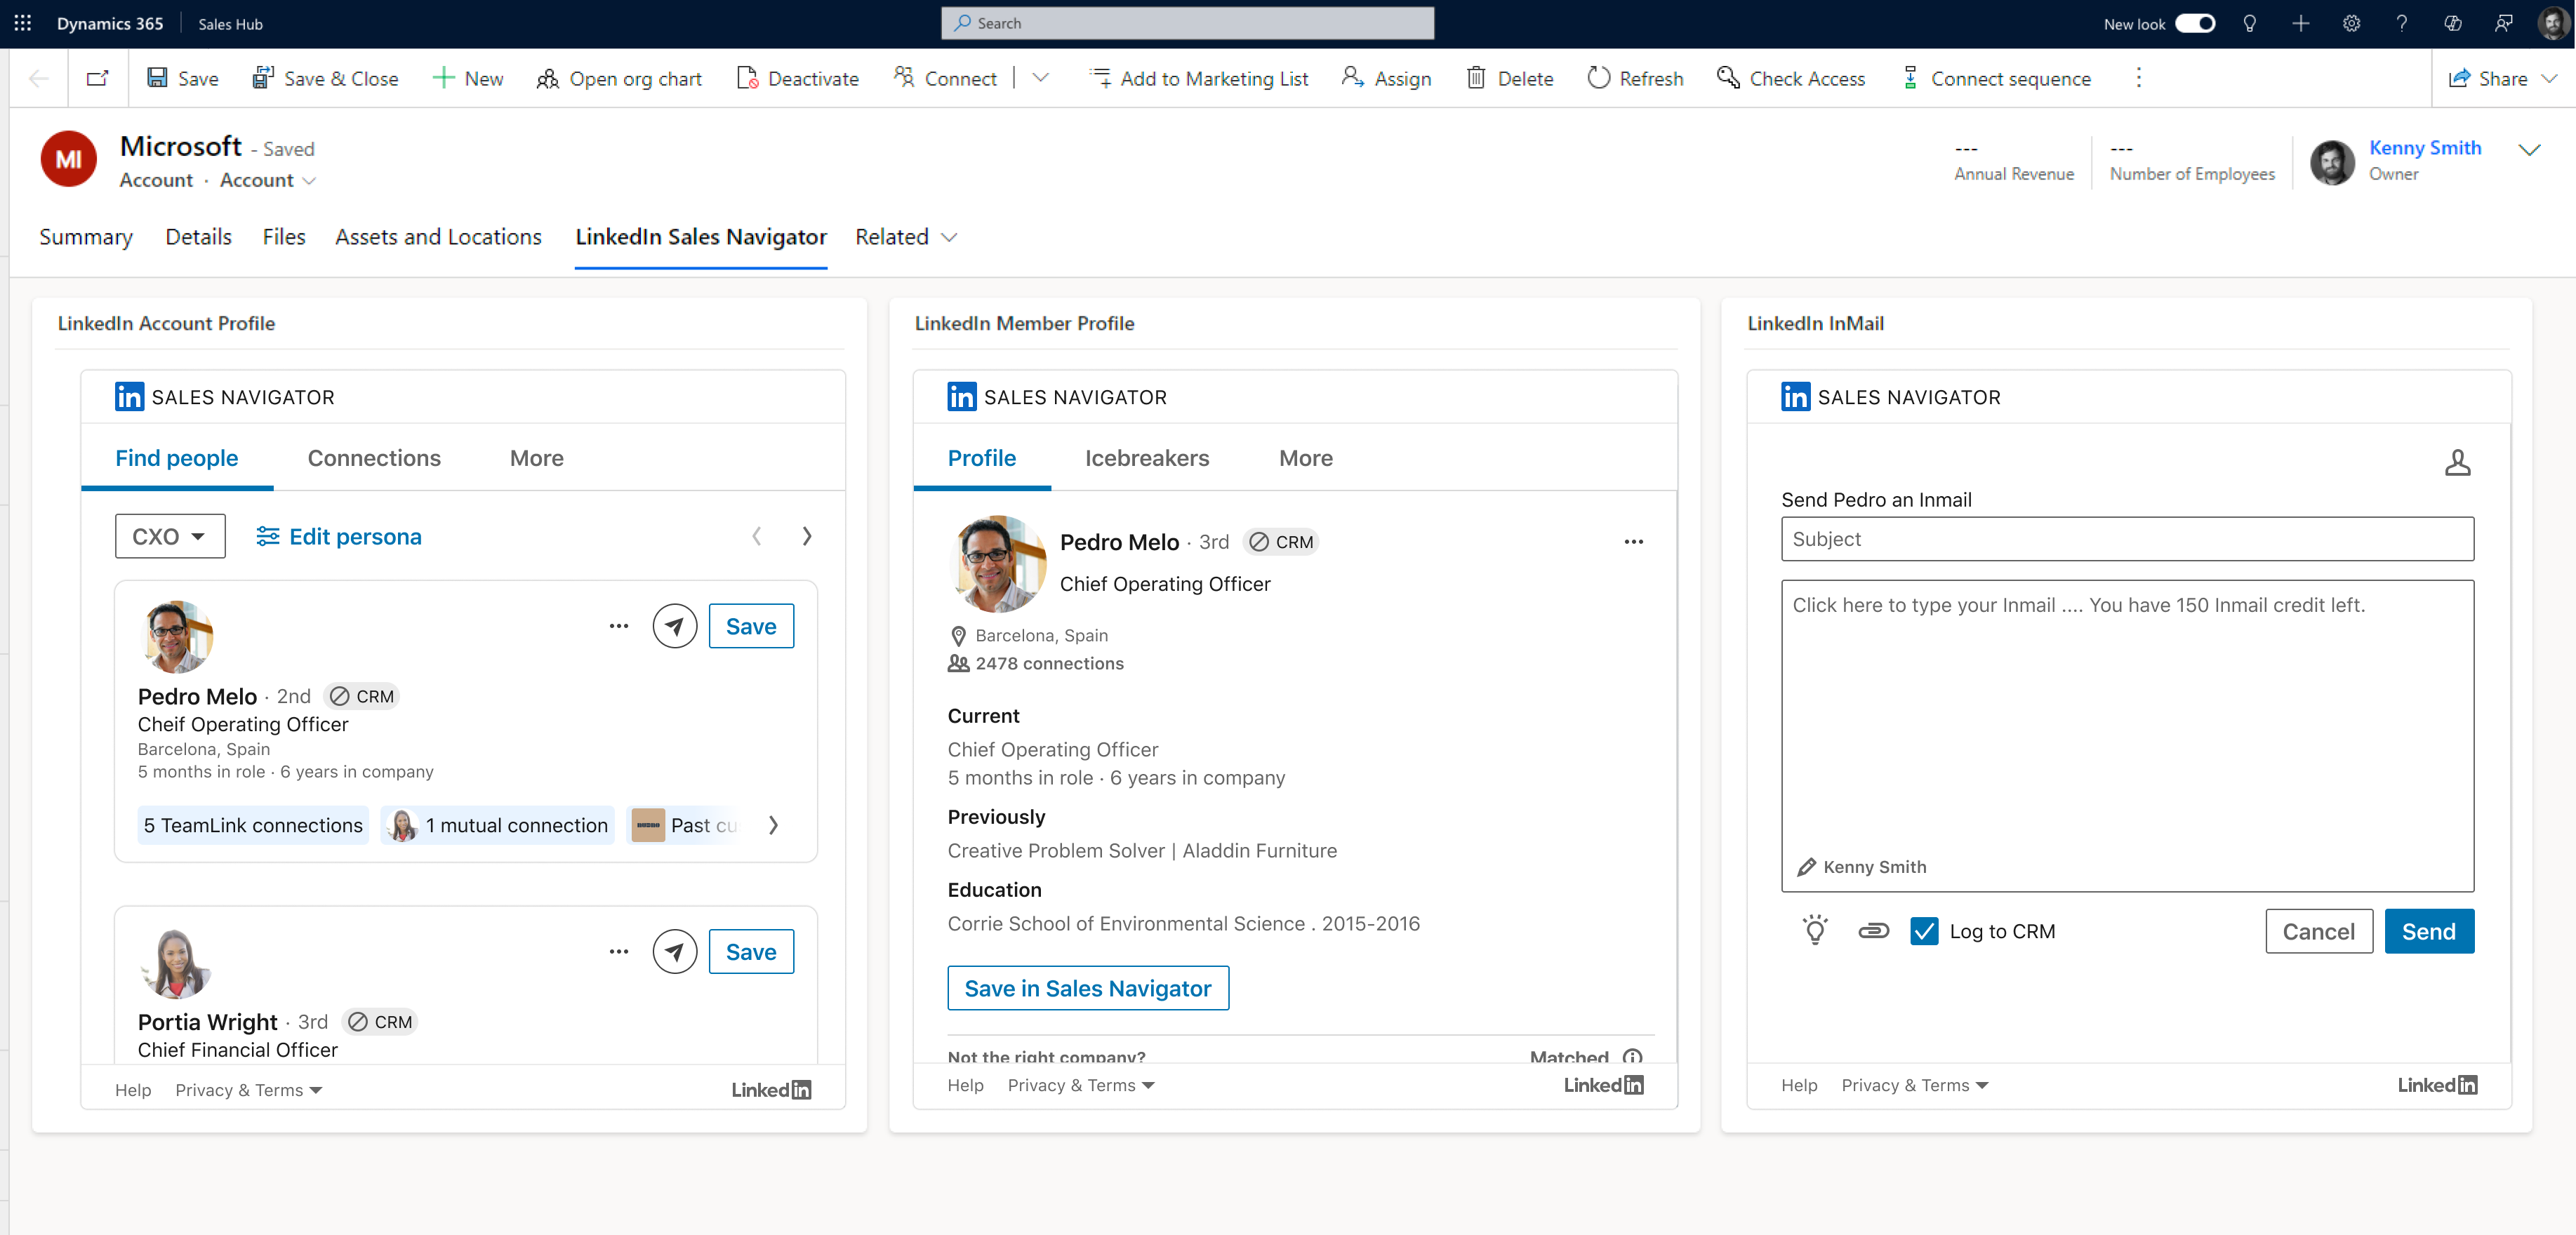 Dynamics 365
Sales Hub
Search
New look
Save
Save & Close
New
Open org chart
Deactivate
Connect
Add to Marketing List
Assign
Delete
Refresh
Check Access
Connect sequence
Share
MI
Microsoft - Saved
Account · Account
---
Annual Revenue
---
Number of Employees
Kenny Smith
Owner
Summary
Details
Files
Assets and Locations
LinkedIn Sales Navigator
Related
LinkedIn Account Profile
in SALES NAVIGATOR
Find people
Connections
More
CXO
Edit persona
Save
Pedro Melo · 2nd CRM
Cheif Operating Officer
Barcelona, Spain
5 months in role · 6 years in company
5 TeamLink connections
1 mutual connection
Past cu
Save
Portia Wright · 3rd CRM
Chief Financial Officer
Help
Privacy & Terms
Linkedin
LinkedIn Member Profile
in SALES NAVIGATOR
Profile
Icebreakers
More
Pedro Melo · 3rd CRM
Chief Operating Officer
Barcelona, Spain
2478 connections
Current
Chief Operating Officer
5 months in role · 6 years in company
Previously
Creative Problem Solver | Aladdin Furniture
Education
Corrie School of Environmental Science . 2015-2016
Save in Sales Navigator
Not the right company?
Matched
Help
Privacy & Terms
Linkedin
LinkedIn InMail
in SALES NAVIGATOR
Send Pedro an Inmail
Subject
Click here to type your Inmail .... You have 150 Inmail credit left.
Kenny Smith
Log to CRM
Cancel
Send
Help
Privacy & Terms
Linkedin